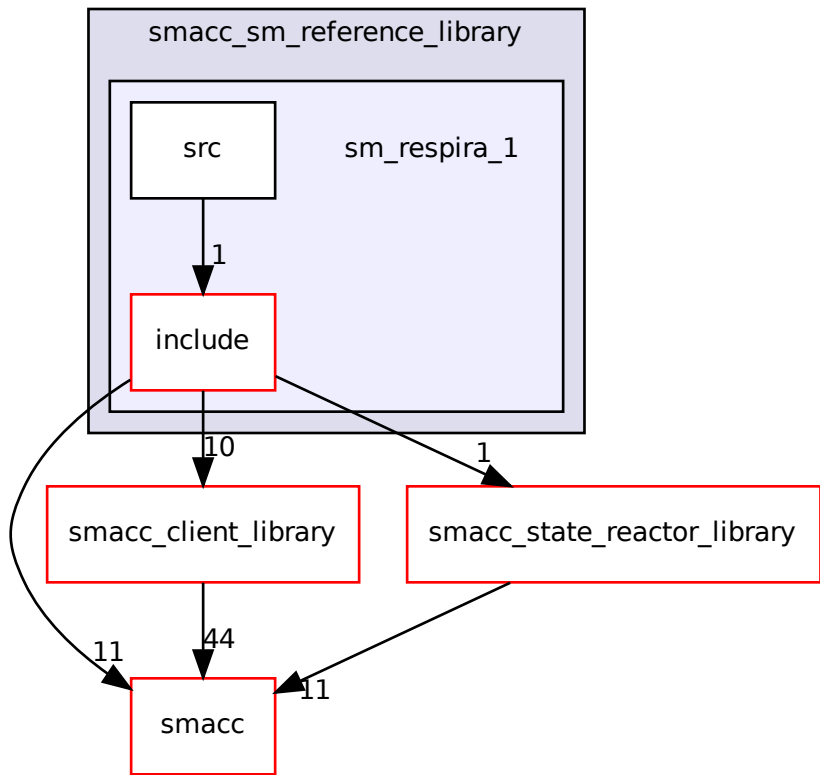 smacc_sm_reference_library
src
sm_respira_1
1
include
10
1
smacc_client_library
smacc_state_reactor_library
44
11
11
smacc